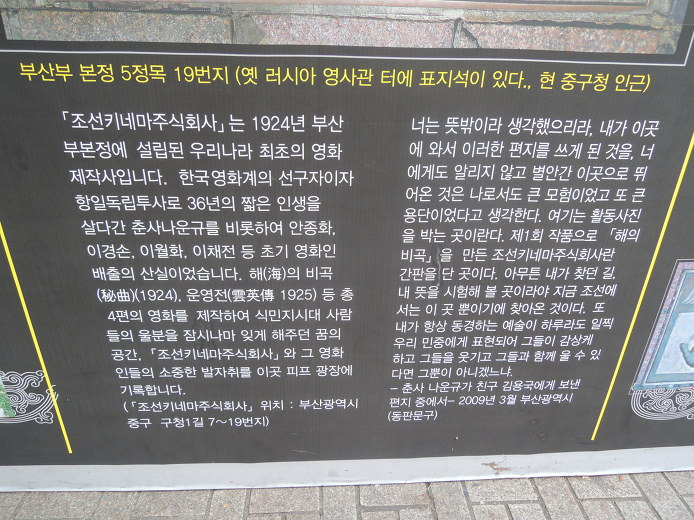 부산부 본정 5정목 19번지 (옛 러시아 영사관 터에 표지석이 있다., 현 중구청 인근)
「조선키네마주식회사」는 1924년 부산
부본정에 설립된 우리나라 최초의 영화
제작사입니다. 한국영화계의 선구자이자
항일독립투사로 36년의 짧은 인생을
살다간 춘사나운규를 비롯하여 안종화,
이경손, 이월화, 이채전 등 초기 영화인
배출의 산실이었습니다. 해(海)의 비곡
(秘曲)(1924), 운영전(雲英傳 1925) 등 총
4편의 영화를 제작하여 식민지시대 사람
들의 울분을 잠시나마 잊게 해주던 꿈의
공간, 「조선키네마주식회사」와 그 영화
인들의 소중한 발자취를 이곳 피프 광장에
기록합니다.
(「조선키네마주식회사」 위치 : 부산광역시
중구 구청1길 7～19번지)
너는 뜻밖이라 생각했으리라, 내가 이곳
에 와서 이러한 편지를 쓰게 된 것을, 너
에게도 알리지 않고 별안간 이곳으로 뛰
어온 것은 나로서도 큰 모험이었고 또 큰
용단이었다고 생각한다. 여기는 활동사진
을 박는 곳이란다. 제1회 작품으로 「해의
비곡」을 만든 조선키네마주식회사란
간판을 단 곳이다. 아무튼 내가 찾던 길,
내 뜻을 시험해 볼 곳이라야 지금 조선에
서는 이 곳 뿐이기에 찾아온 것이다. 또
내가 항상 동경하는 예술이 하루라도 일찍
우리 민중에게 표현되어 그들이 감상케
하고 그들을 웃기고 그들과 함께 울 수 있
다면 그뿐이 아니겠느냐.
- 춘사 나운규가 친구 김용국에게 보낸
편지 중에서- 2009년 3월 부산광역시
(동판문구)